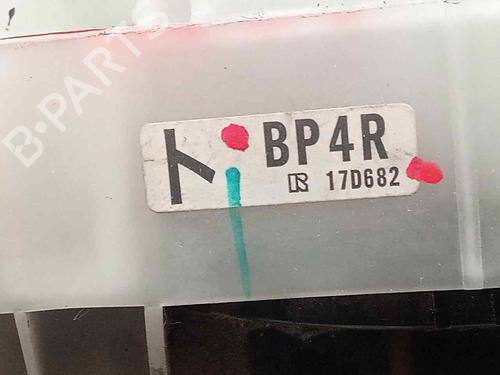 B-PARTS
ト BP4R
R 17D682